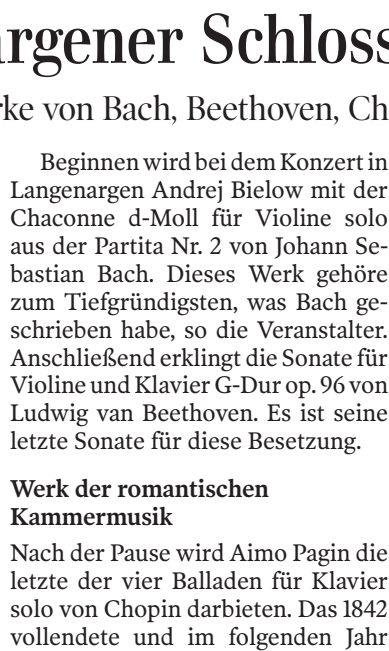 argener Schloss
rke von Bach, Beethoven, Ch
Beginnen wird bei dem Konzert in
Langenargen Andrej Bielow mit der
Chaconne d-Moll für Violine solo
aus der Partita Nr. 2 von Johann Se-
bastian Bach. Dieses Werk gehöre
zum Tiefgründigsten, was Bach ge-
schrieben habe, so die Veranstalter.
Anschließend erklingt die Sonate für
Violine und Klavier G-Dur op. 96 von
Ludwig van Beethoven. Es ist seine
letzte Sonate für diese Besetzung.
Werk der romantischen
Kammermusik
Nach der Pause wird Aimo Pagin die
letzte der vier Balladen für Klavier
solo von Chopin darbieten. Das 1842
vollendete und im folgenden Jahr